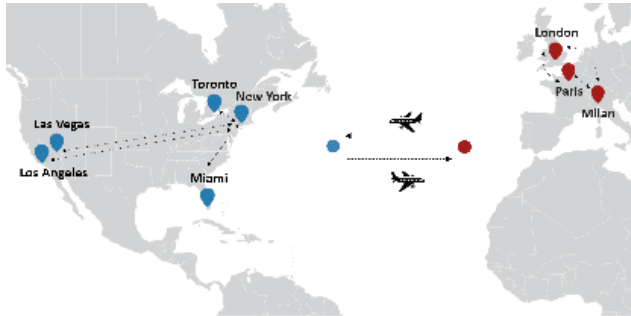 London
Toronto
New York
Paris
Milan
Las Vegas
Los Angeles
Miami